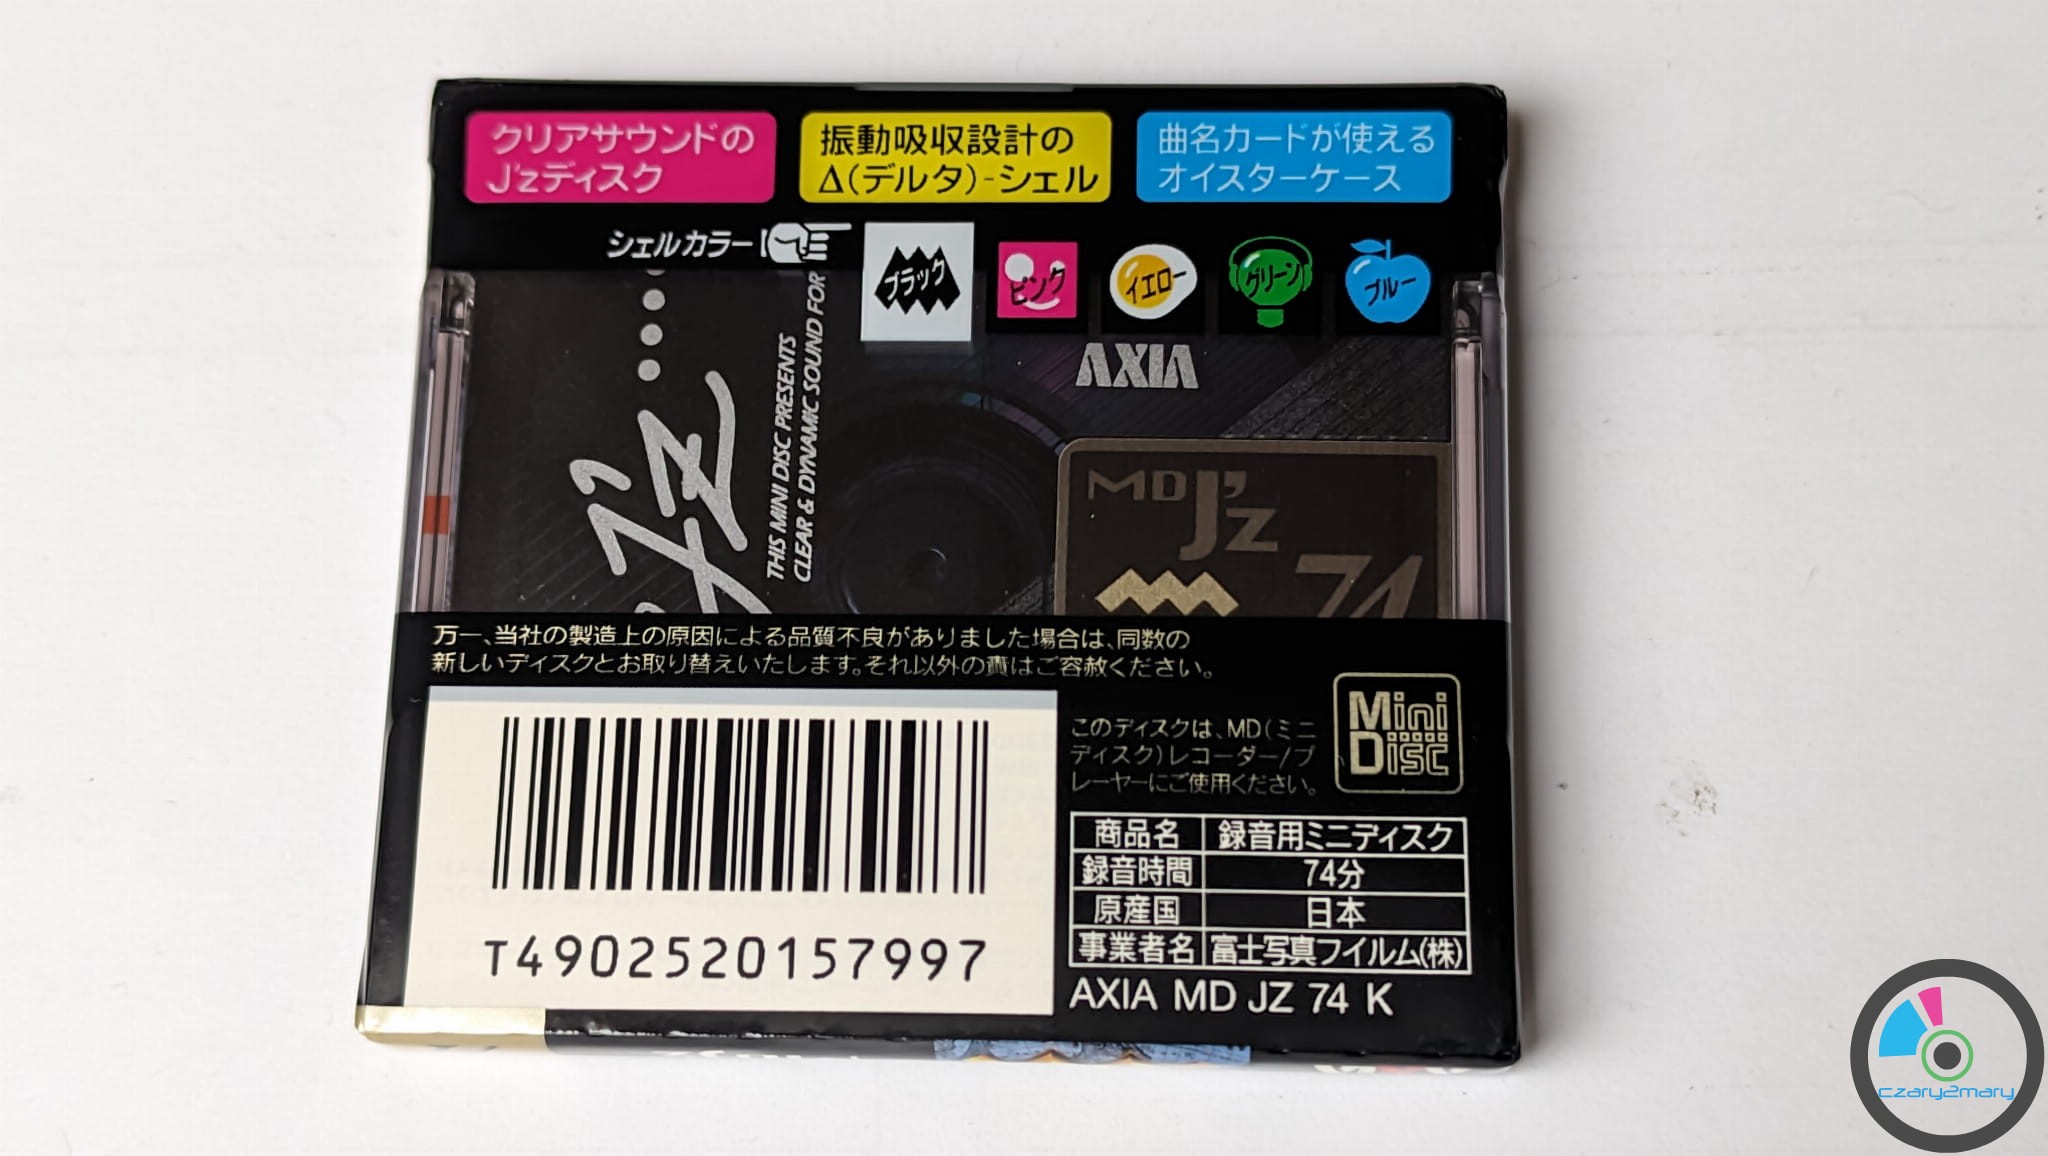 クリアサウンドの
J'zディスク
振動吸収設計の
Δ(デルタ)-シェル
曲名カードが使える
オイスターケース
シェルカラー
ブラック
ピンク
イエロー
グリーン
ブルー
J'z
THIS MINI DISC PRESENTS
CLEAR & DYNAMIC SOUND FOR
AXIA
MD J'z
74
万一、当社の製造上の原因による品質不良がありました場合は、同数の
新しいディスクとお取り替えいたします。それ以外の責はご容赦ください。
T4902520157997
このディスクは、MD(ミニ
ディスク)レコーダー/プ
レーヤーにご使用ください。
Mini
Disc
商品名 録音用ミニディスク
録音時間 74分
原産国 日本
事業者名 富士写真フイルム(株)
AXIA MD JZ 74 K
czary2mary